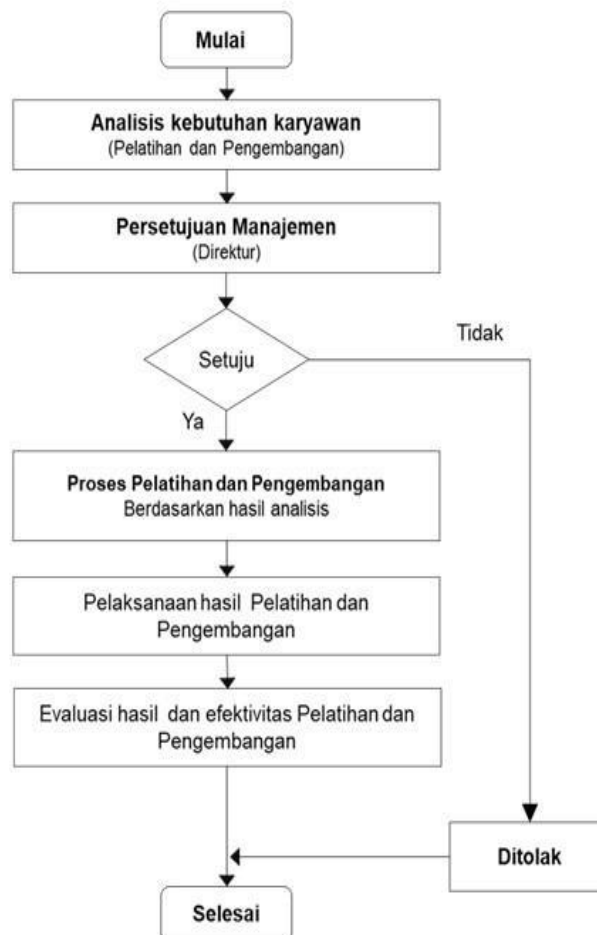 Mulai
Analisis kebutuhan karyawan
(Pelatihan dan Pengembangan)
Persetujuan Manajemen
(Direktur)
Tidak
Setuju
Ya
Proses Pelatihan dan Pengembangan
Berdasarkan hasil analisis
Pelaksanaan hasil Pelatihan dan
Pengembangan
Evaluasi hasil dan efektivitas Pelatihan dan
Pengembangan
Ditolak
Selesai